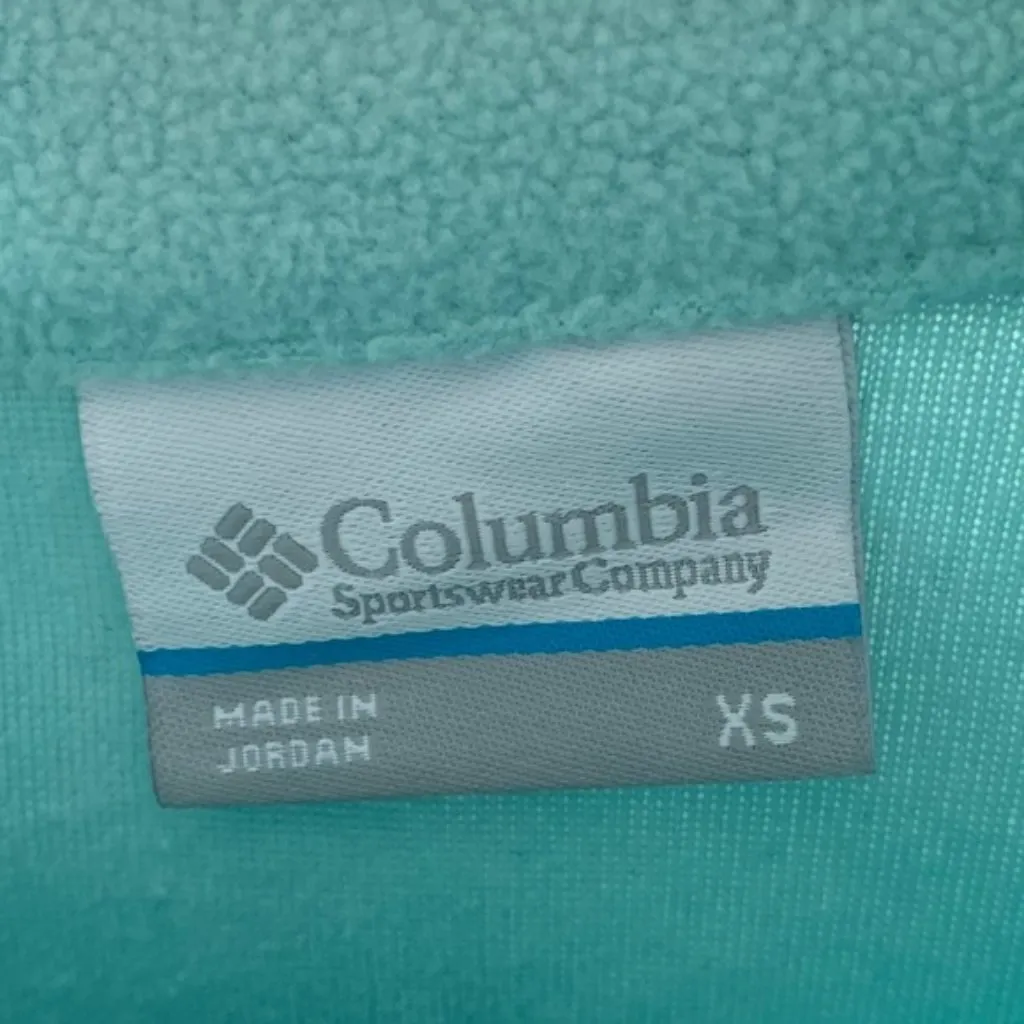 Columbia
Sportswear Company
MADE IN
JORDAN
XS